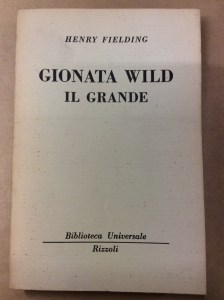 HENRY FIELDING
GIONATA WILD
IL GRANDE
Biblioteca Universale
Rizzoli